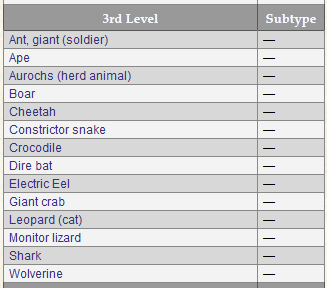 3rd Level Subtype
Ant, giant (soldier) —
Ape —
Aurochs (herd animal) —
Boar —
Cheetah —
Constrictor snake —
Crocodile —
Dire bat —
Electric Eel —
Giant crab —
Leopard (cat) —
Monitor lizard —
Shark —
Wolverine —